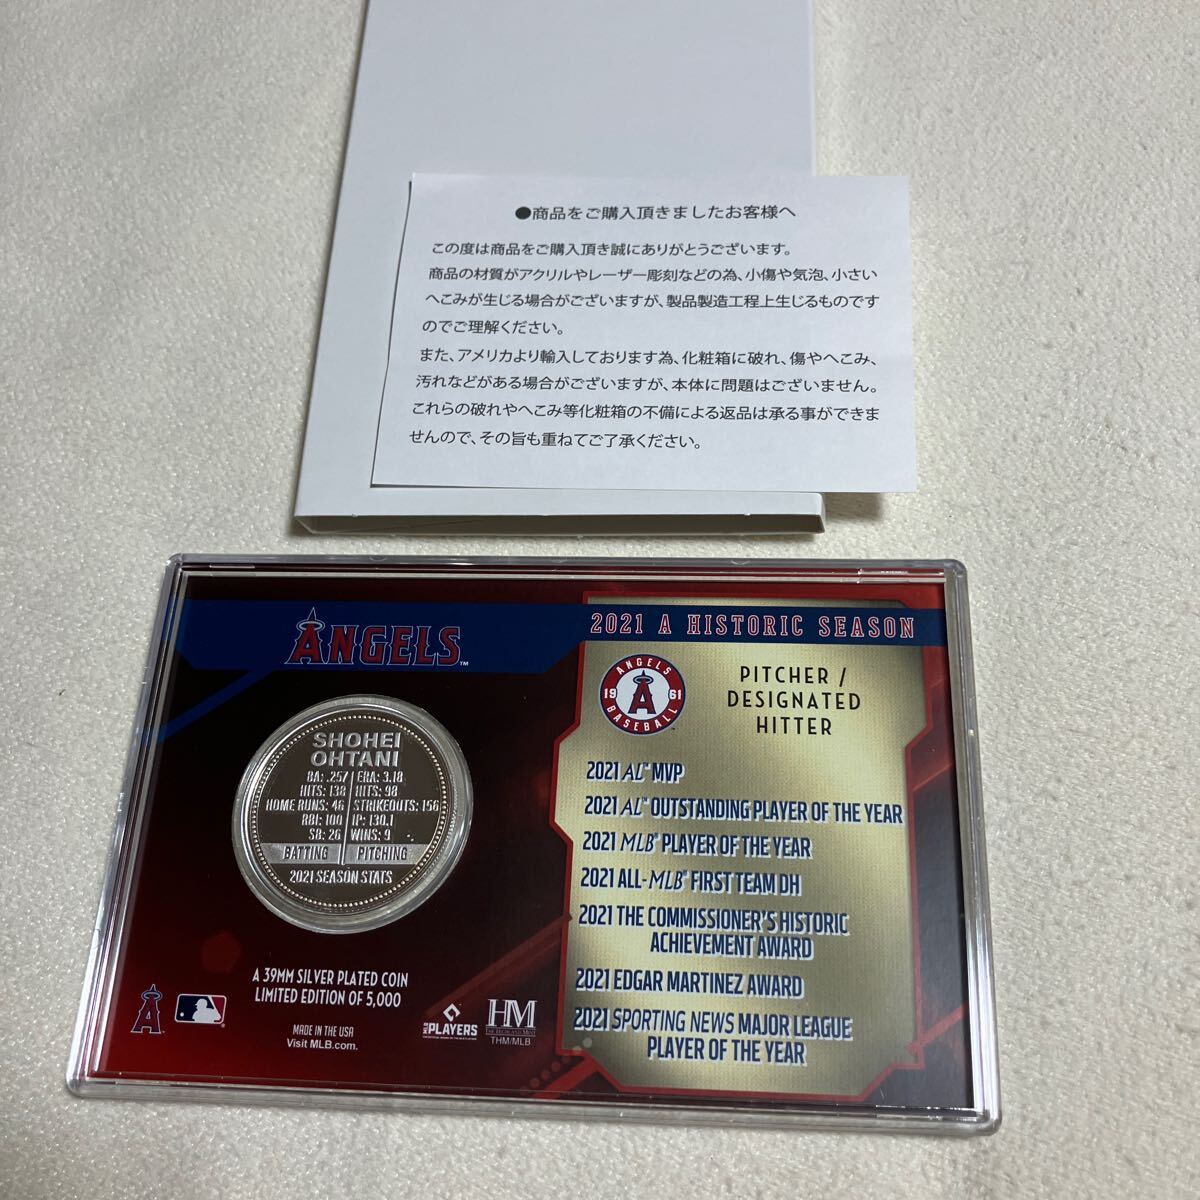 ●商品をご購入頂きましたお客様へ
この度は商品をご購入頂き誠にありがとうございます。
商品の材質がアクリルやレーザー彫刻などの為、小傷や気泡、小さい
へこみが生じる場合がございますが、製品製造工程上生じるものです
のでご理解ください。
また、アメリカより輸入しております為、化粧箱に破れ、傷やへこみ、
汚れなどがある場合がございますが、本体に問題はございません。
これらの破れやへこみ等化粧箱の不備による返品は承る事ができま
せんので、その旨も重ねてご了承ください。
ANGELS™
SHOHEI
OHTANI
BA: .257 | ERA: 3.18
HITS: 138 | HITS: 98
HOME RUNS: 46 | STRIKEOUTS: 156
RBI: 100 | IP: 130.1
SB: 26 | WINS: 9
BATTING | PITCHING
2021 SEASON STATS
A 39MM SILVER PLATED COIN
LIMITED EDITION OF 5,000
MADE IN THE USA
Visit MLB.com.
PLAYERS
HM
THE HIGHLAND MINT
THM/MLB
2021 A HISTORIC SEASON
ANGELS
19 A 61
BASEBALL
PITCHER /
DESIGNATED
HITTER
2021 AL™ MVP
2021 AL™ OUTSTANDING PLAYER OF THE YEAR
2021 MLB® PLAYER OF THE YEAR
2021 ALL-MLB® FIRST TEAM DH
2021 THE COMMISSIONER'S HISTORIC
ACHIEVEMENT AWARD
2021 EDGAR MARTINEZ AWARD
2021 SPORTING NEWS MAJOR LEAGUE
PLAYER OF THE YEAR